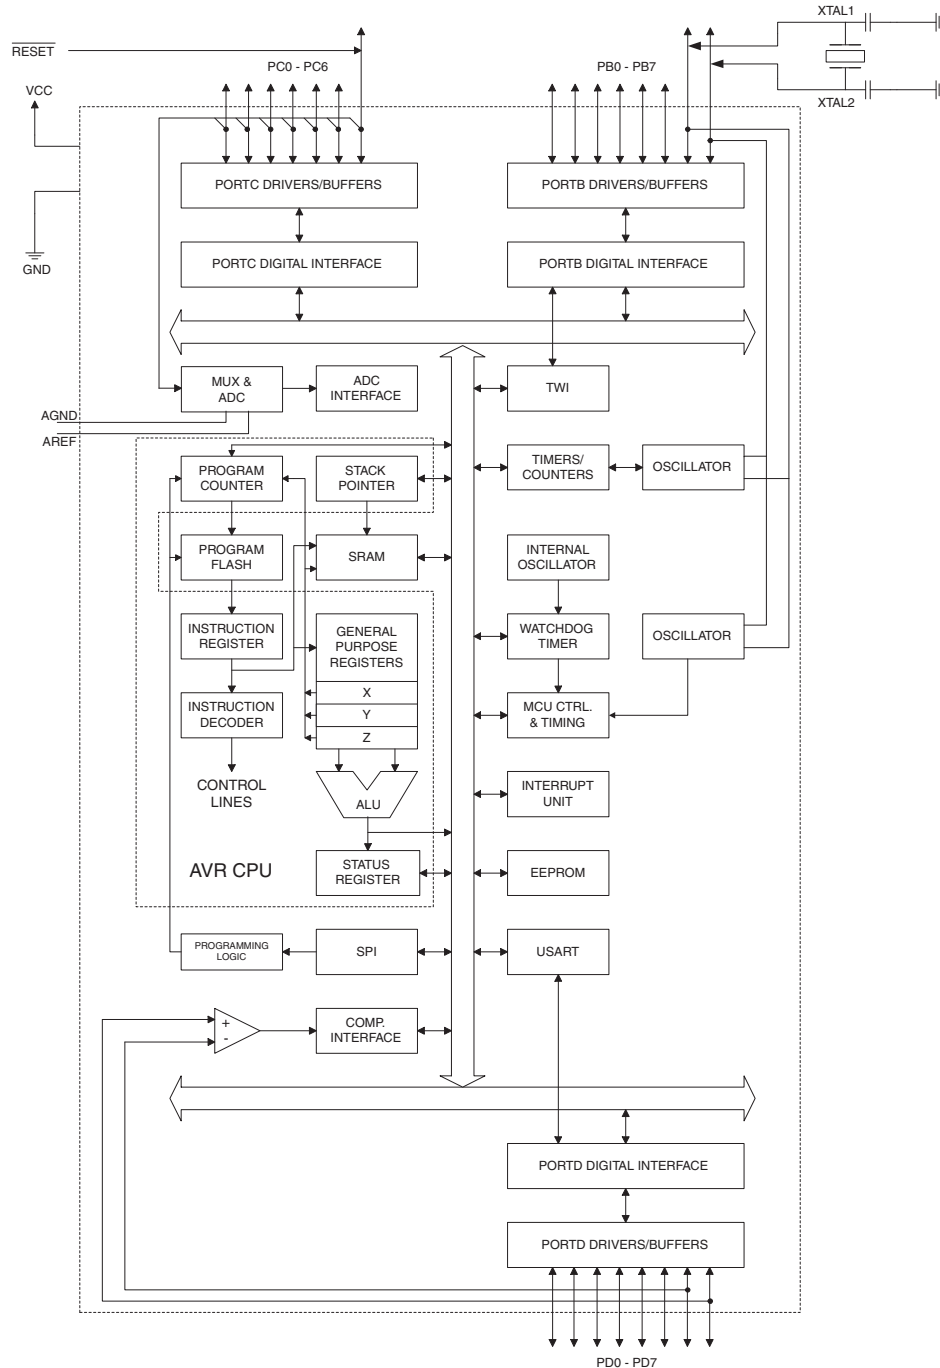 XTAL1
RESET
PC0 - PC6
PB0 - PB7
VCC
XTAL2
PORTC DRIVERS/BUFFERS
PORTB DRIVERS/BUFFERS
GND
PORTC DIGITAL INTERFACE
PORTB DIGITAL INTERFACE
MUX &
ADC
ADC
INTERFACE
TWI
AGND
AREF
PROGRAM
COUNTER
STACK
POINTER
TIMERS/
COUNTERS
OSCILLATOR
PROGRAM
FLASH
SRAM
INTERNAL
OSCILLATOR
INSTRUCTION
REGISTER
GENERAL
PURPOSE
REGISTERS
WATCHDOG
TIMER
OSCILLATOR
X
INSTRUCTION
DECODER
Y
MCU CTRL.
& TIMING
Z
CONTROL
LINES
ALU
INTERRUPT
UNIT
AVR CPU
STATUS
REGISTER
EEPROM
PROGRAMMING
LOGIC
SPI
USART
+
-
COMP.
INTERFACE
PORTD DIGITAL INTERFACE
PORTD DRIVERS/BUFFERS
PD0 - PD7